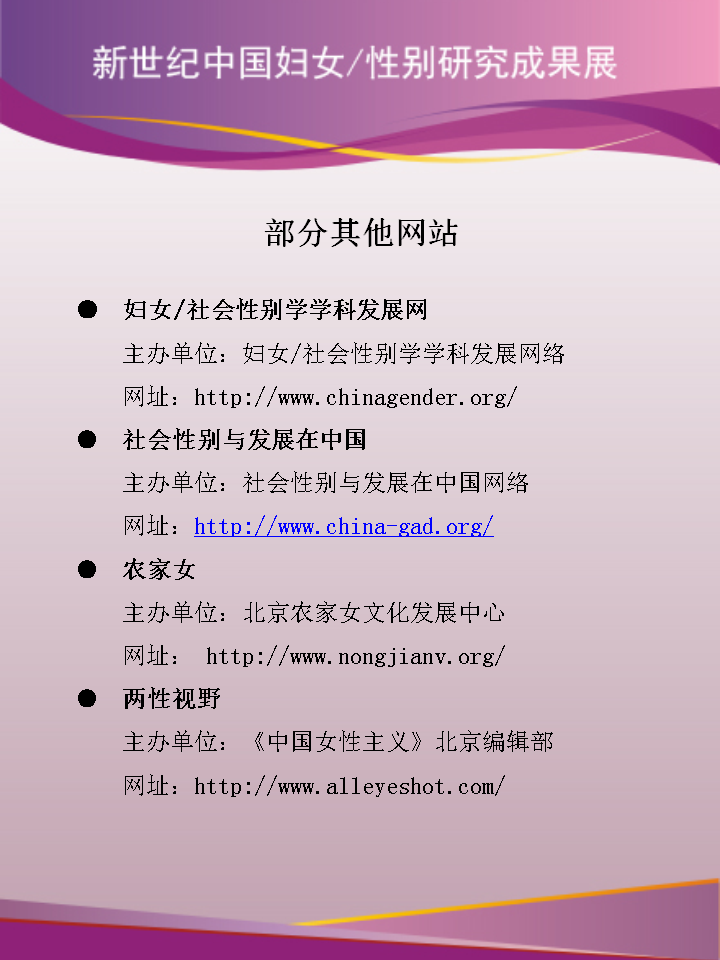 新世纪中国妇女/性别研究成果展
部分其他网站
● 妇女/社会性别学学科发展网
主办单位：妇女/社会性别学学科发展网络
网址：http://www.chinagender.org/
● 社会性别与发展在中国
主办单位：社会性别与发展在中国网络
网址：http://www.china-gad.org/
● 农家女
主办单位：北京农家女文化发展中心
网址： http://www.nongjianv.org/
● 两性视野
主办单位：《中国女性主义》北京编辑部
网址：http://www.alleyeshot.com/